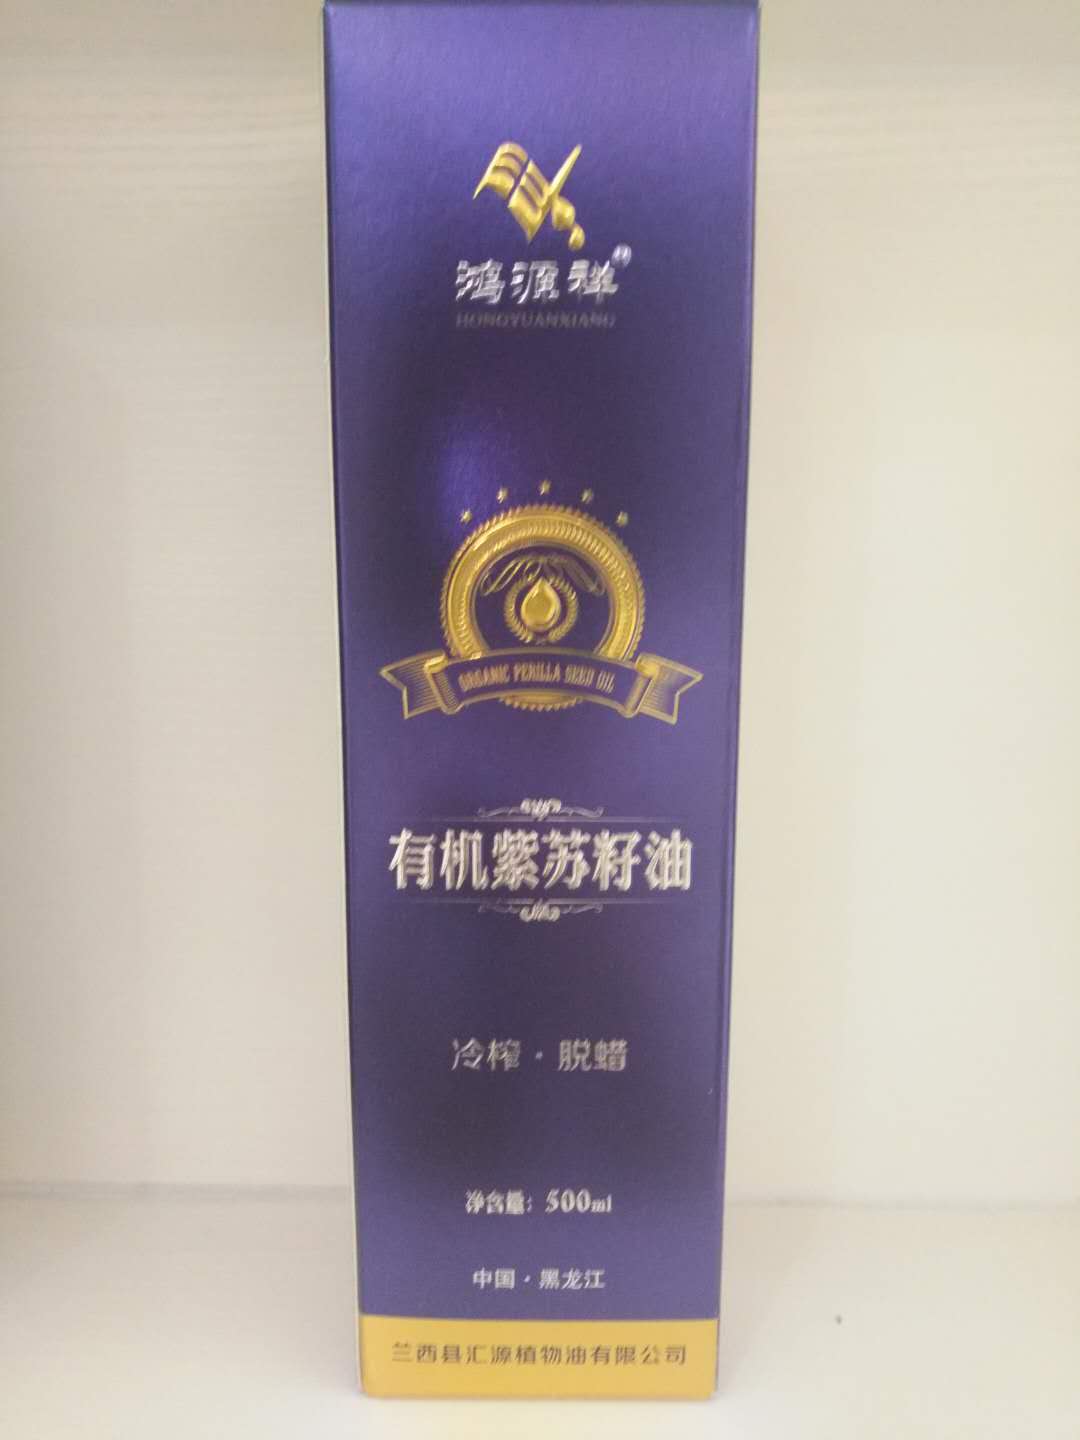 鸿源祥
HONGYUANXIANG
ORGANIC PERILLA SEED OIL
有机紫苏籽油
冷榨·脱蜡
净含量：500ml
中国·黑龙江
兰西县汇源植物油有限公司